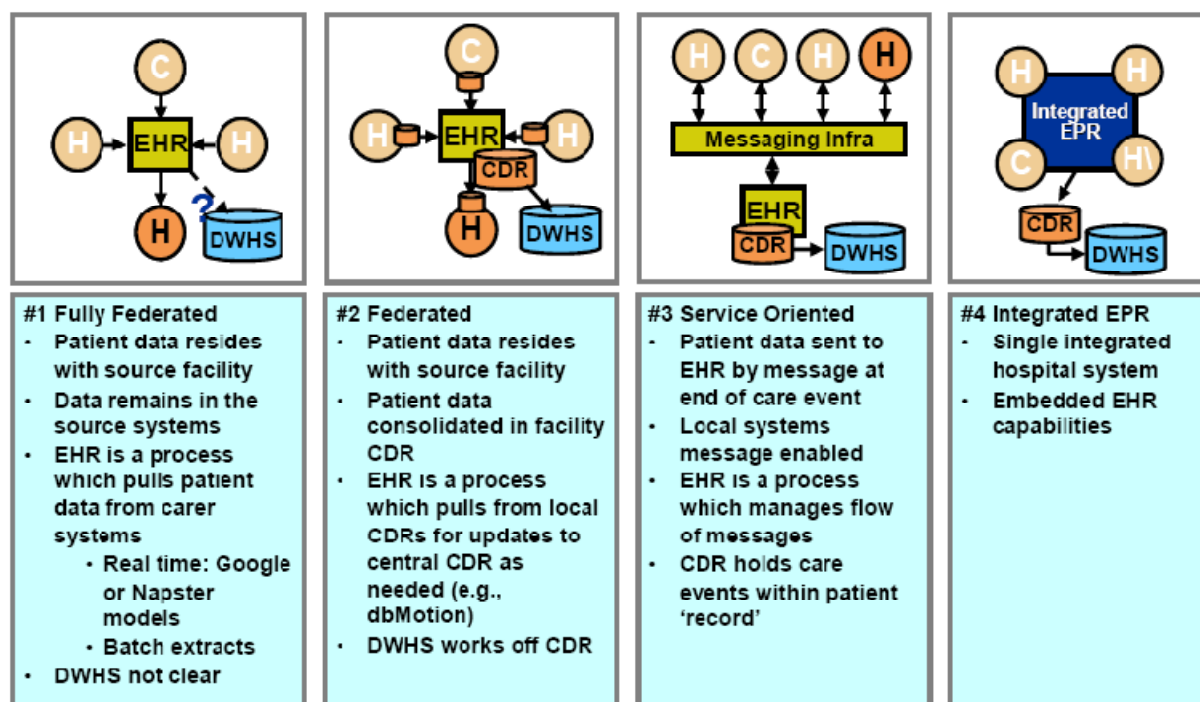 C
H
EHR
H
?
H
DWHS
C
H
EHR
H
CDR
H
DWHS
H
C
H
H
Messaging Infra
EHR
CDR
DWHS
H
H
Integrated
EPR
C
H\
CDR
DWHS
#1 Fully Federated
- Patient data resides
with source facility
- Data remains in the
source systems
- EHR is a process
which pulls patient
data from carer
systems
• Real time: Google
or Napster
models
• Batch extracts
- DWHS not clear
#2 Federated
· Patient data resides
with source facility
· Patient data
consolidated in facility
CDR
· EHR is a process
which pulls from local
CDRs for updates to
central CDR as
needed (e.g.,
dbMotion)
· DWHS works off CDR
#3 Service Oriented
- Patient data sent to
EHR by message at
end of care event
• Local systems
message enabled
• EHR is a process
which manages flow
of messages
• CDR holds care
events within patient
‘record’
#4 Integrated EPR
• Single integrated
hospital system
• Embedded EHR
capabilities